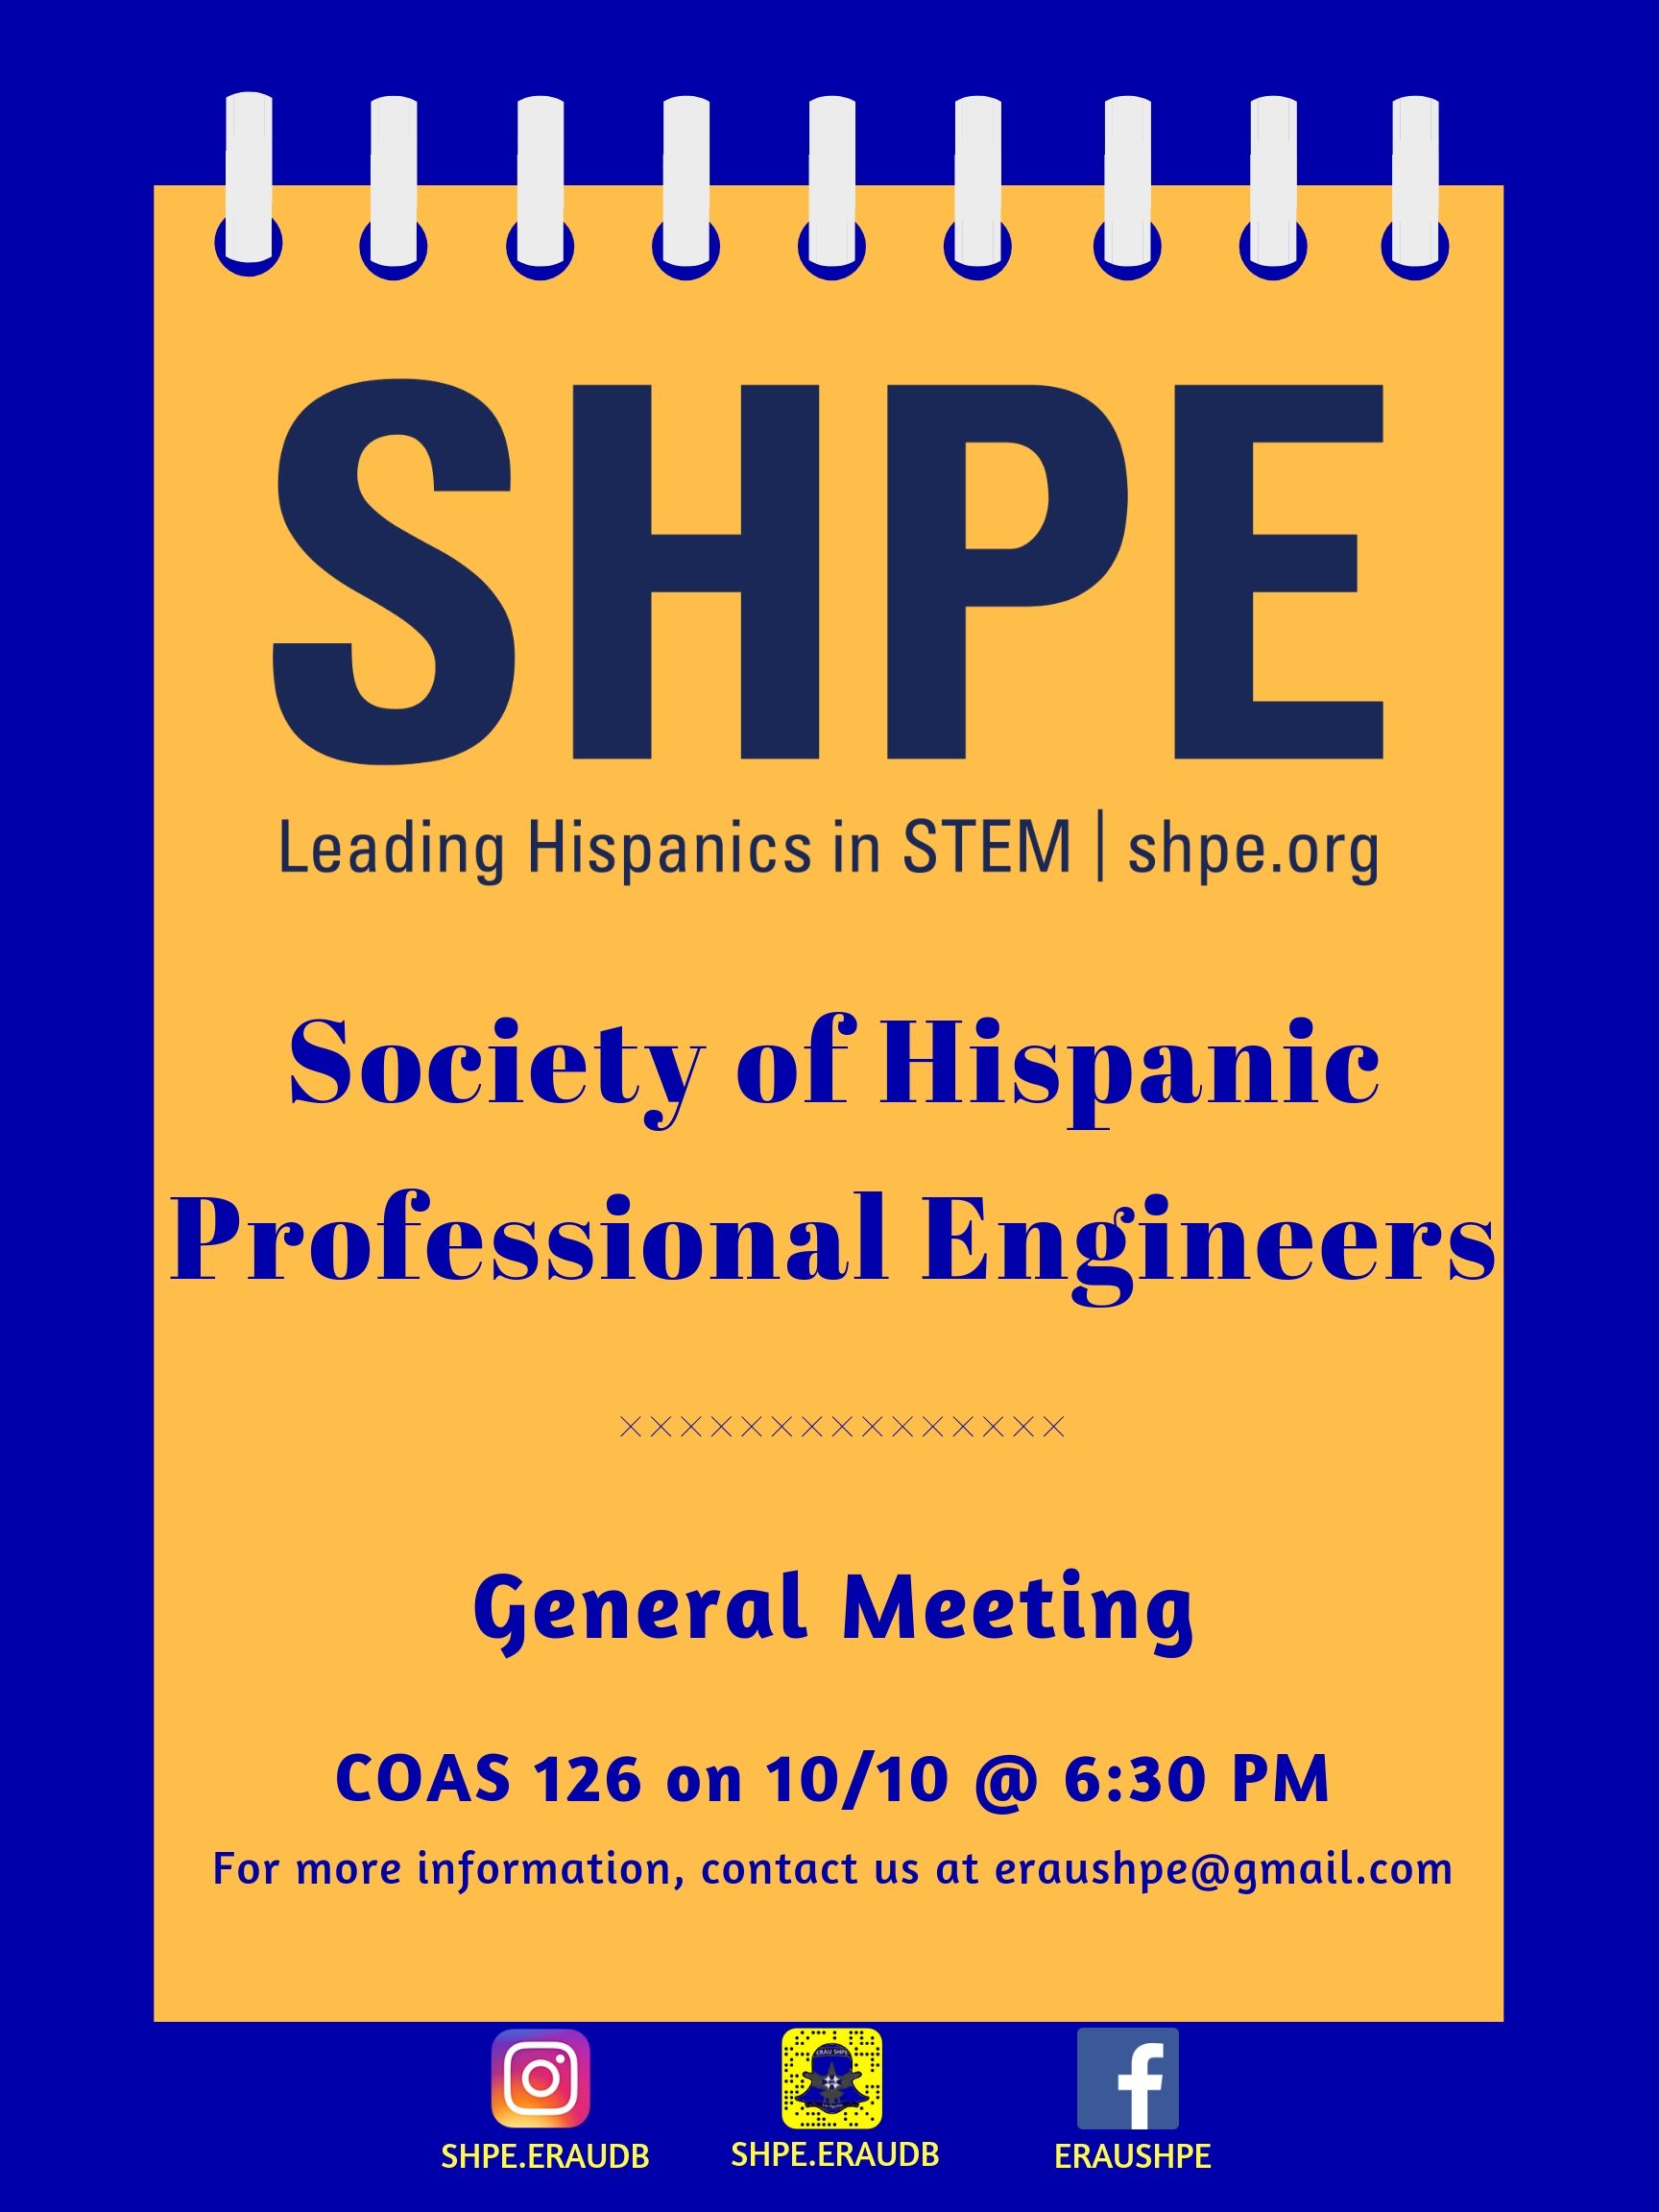 SHPE
Leading Hispanics in STEM | shpe.org
Society of Hispanic
Professional Engineers
General Meeting
COAS 126 on 10/10 @ 6:30 PM
For more information, contact us at eraushpe@gmail.com
ERAU SHPE
SHPE.ERAUDB
SHPE.ERAUDB
ERAUSHPE